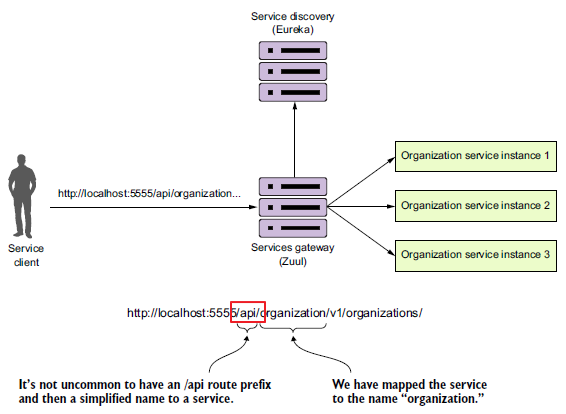 Service discovery
(Eureka)
Organization service instance 1
http://localhost:5555/api/organization...
Organization service instance 2
Service
client
Services gateway
(Zuul)
Organization service instance 3
http://localhost:5555/api/organization/v1/organizations/
It's not uncommon to have an /api route prefix
and then a simplified name to a service.
We have mapped the service
to the name “organization.”